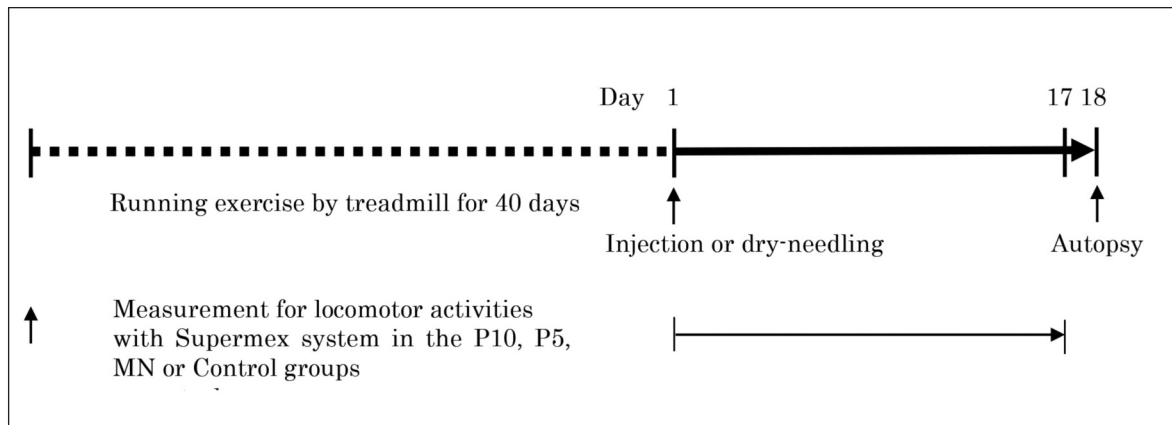 Day 1 17 18
Running exercise by treadmill for 40 days
Injection or dry-needling Autopsy
Measurement for locomotor activities
with Supermex system in the P10, P5,
MN or Control groups